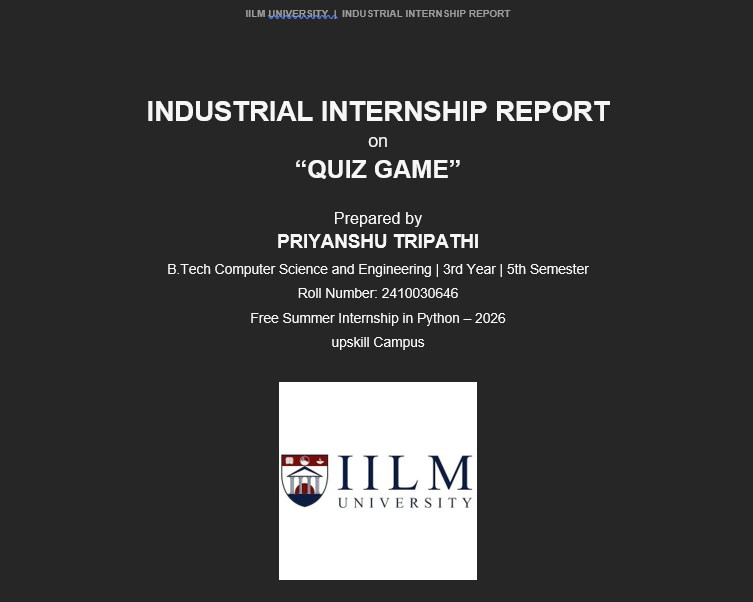 IILM UNIVERSITY | INDUSTRIAL INTERNSHIP REPORT
INDUSTRIAL INTERNSHIP REPORT
on
“QUIZ GAME”
Prepared by
PRIYANSHU TRIPATHI
B.Tech Computer Science and Engineering | 3rd Year | 5th Semester
Roll Number: 2410030646
Free Summer Internship in Python – 2026
upskill Campus
IILM
UNIVERSITY